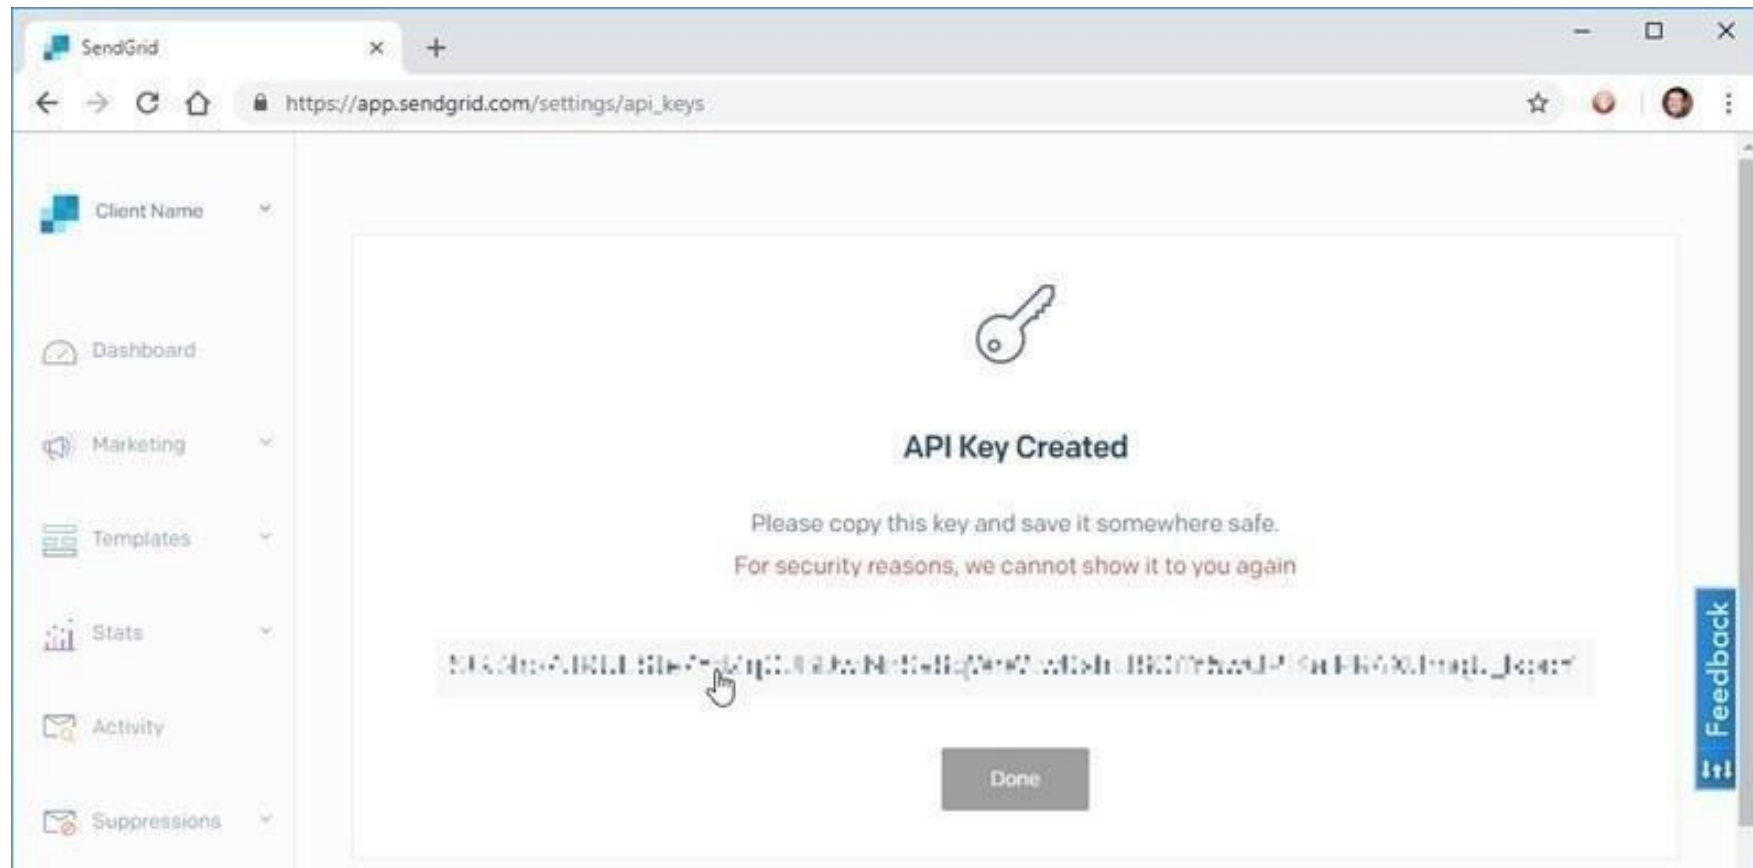 SendGrid
https://app.sendgrid.com/settings/api_keys
Client Name
Dashboard
Marketing
Templates
Stats
Activity
Suppressions
API Key Created
Please copy this key and save it somewhere safe.
For security reasons, we cannot show it to you again
Done
Feedback